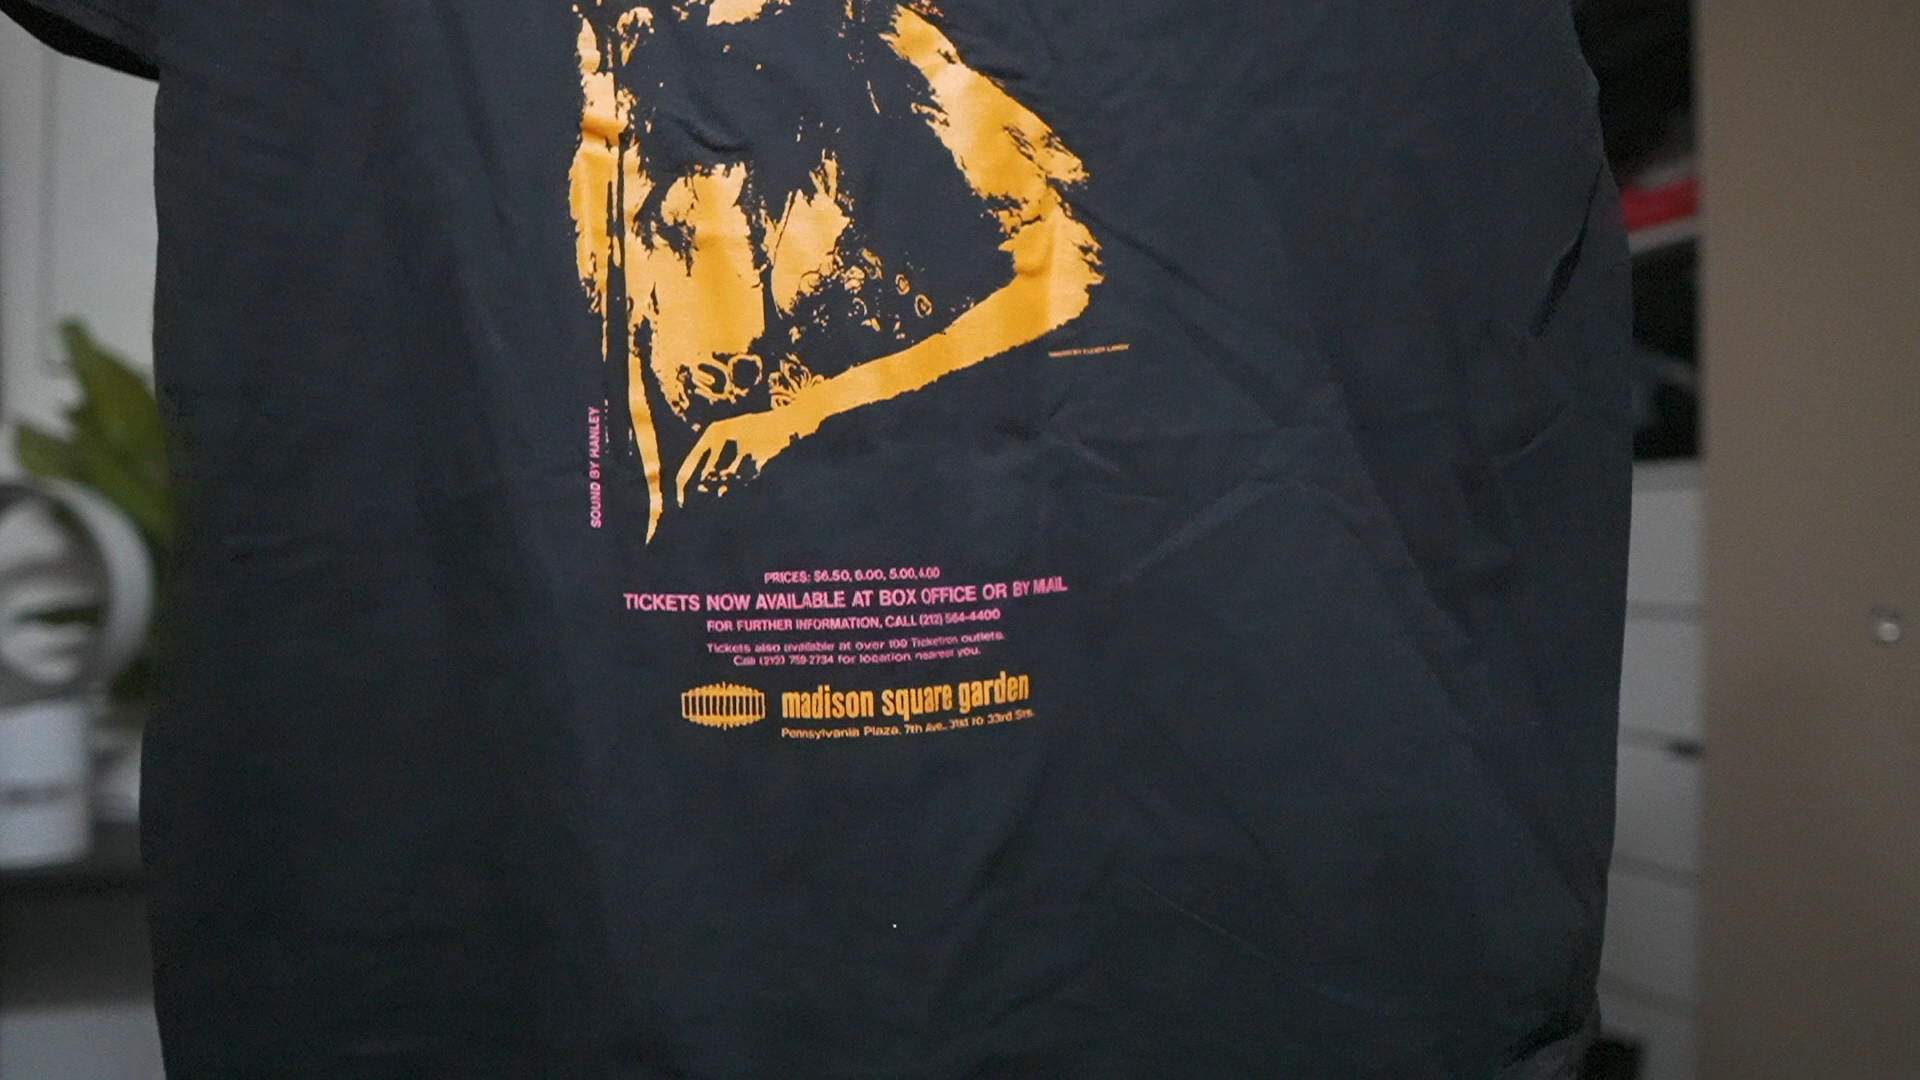 SOUND BY HANLEY
PRICES: $6.50, 6.00, 5.00, 4.00
TICKETS NOW AVAILABLE AT BOX OFFICE OR BY MAIL
FOR FURTHER INFORMATION, CALL (212) 564-4400
Tickets also available at over 100 Ticketron outlets.
Call (212) 759-2734 for location nearest you.
madison square garden
Pennsylvania Plaza, 7th Ave., 31st to 33rd Sts.